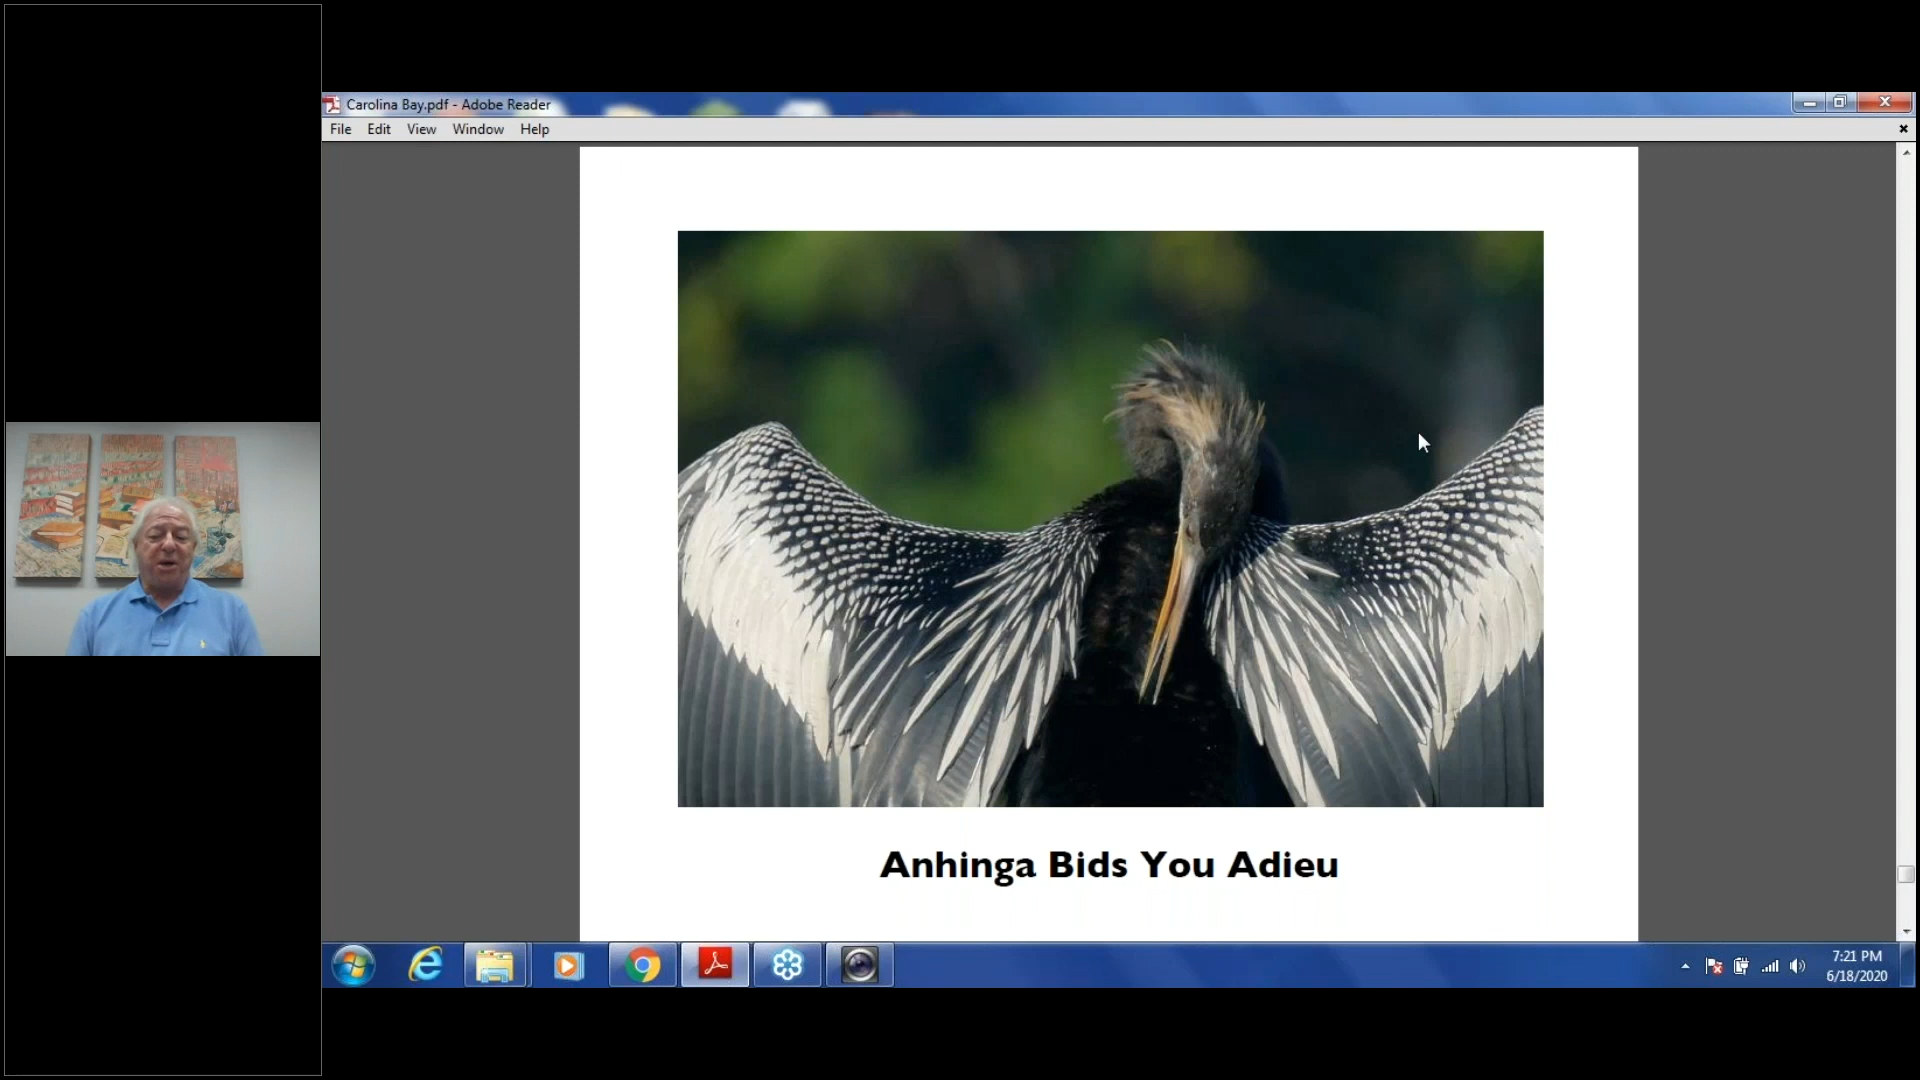 Carolina Bay.pdf - Adobe Reader
File Edit View Window Help
Anhinga Bids You Adieu
7:21 PM
6/18/2020